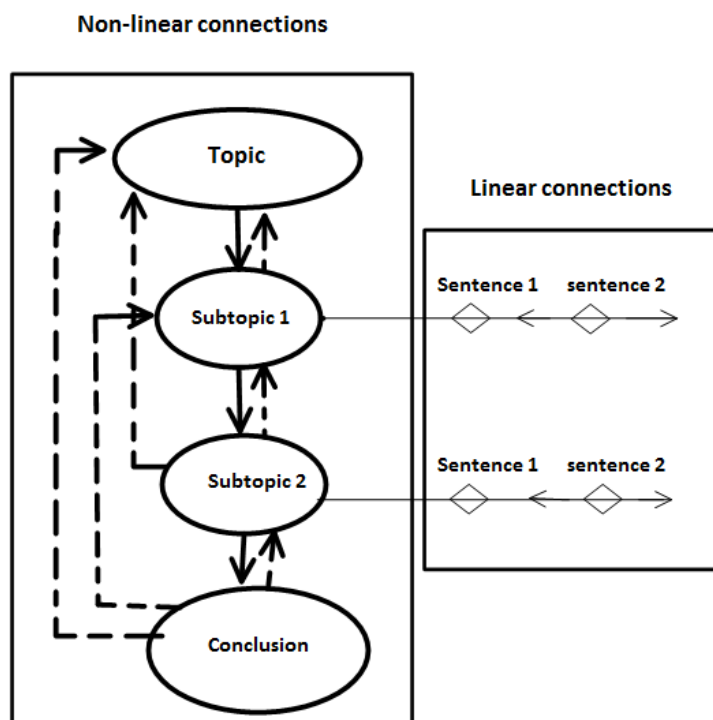 Non-linear connections
Topic
Linear connections
Sentence 1 sentence 2
Subtopic 1
Sentence 1 sentence 2
Subtopic 2
Conclusion